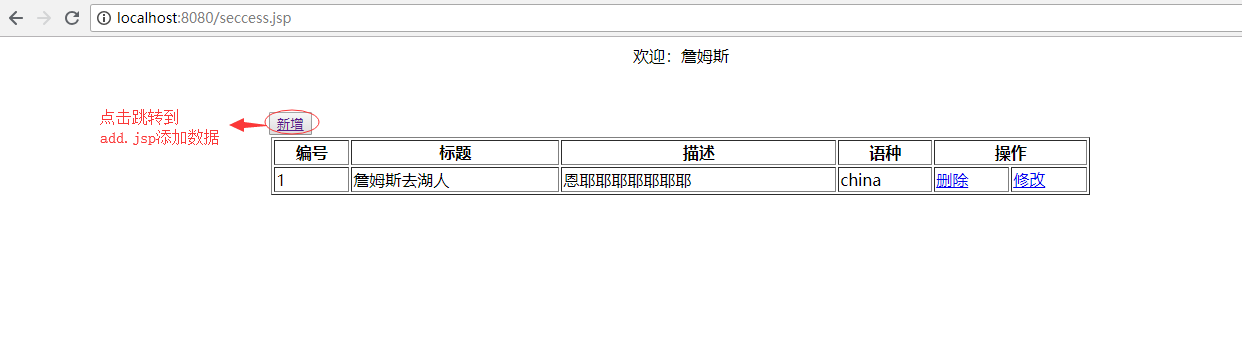 localhost:8080/seccess.jsp
欢迎：詹姆斯
点击跳转到
add.jsp添加数据
新增
编号 标题 描述 语种 操作
1 詹姆斯去湖人 恩耶耶耶耶耶耶耶 china 删除 修改